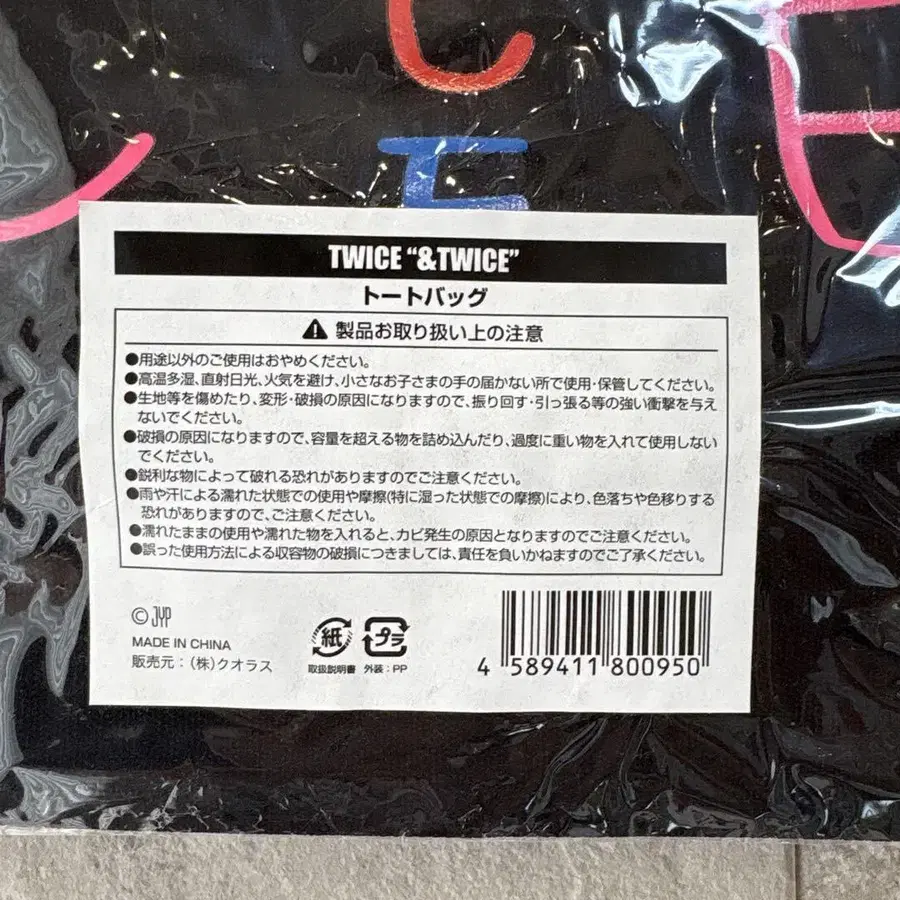 TWICE “&TWICE”
トートバッグ
製品お取り扱い上の注意
●用途以外のご使用はおやめください。
●高温多湿、直射日光、火気を避け、小さなお子さまの手の届かない所で使用・保管してください。
●生地等を傷めたり、変形・破損の原因になりますので、振り回す・引っ張る等の強い衝撃を与え
ないでください。
●破損の原因になりますので、容量を超える物を詰め込んだり、過度に重い物を入れて使用しない
でください。
●鋭利な物によって破れる恐れがありますのでご注意ください。
●雨や汗による濡れた状態での使用や摩擦(特に湿った状態での摩擦)により、色落ちや色移りする
恐れがありますので、ご注意ください。
●濡れたままの使用や濡れた物を入れると、カビ発生の原因となりますのでご注意ください。
●誤った使用方法による収容物の破損につきましては、責任を負いかねますのでご了承ください。
© JYP
MADE IN CHINA
販売元：(株)クオラス
紙
取扱説明書
プラ
外装：PP
4 589411 800950